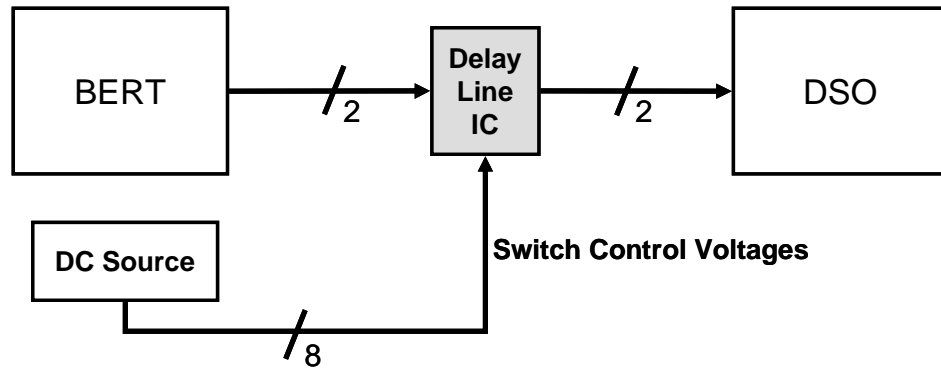 BERT
2
Delay
Line
IC
2
DSO
DC Source
Switch Control Voltages
8